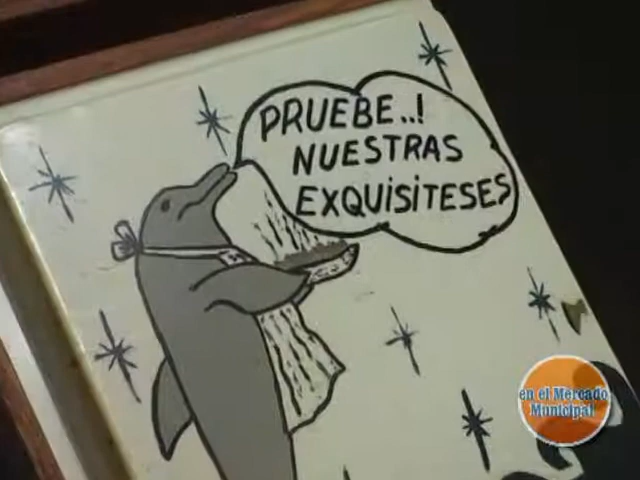 PRUEBE..!
NUESTRAS
EXQUISITESES
en el Mercado
Municipal